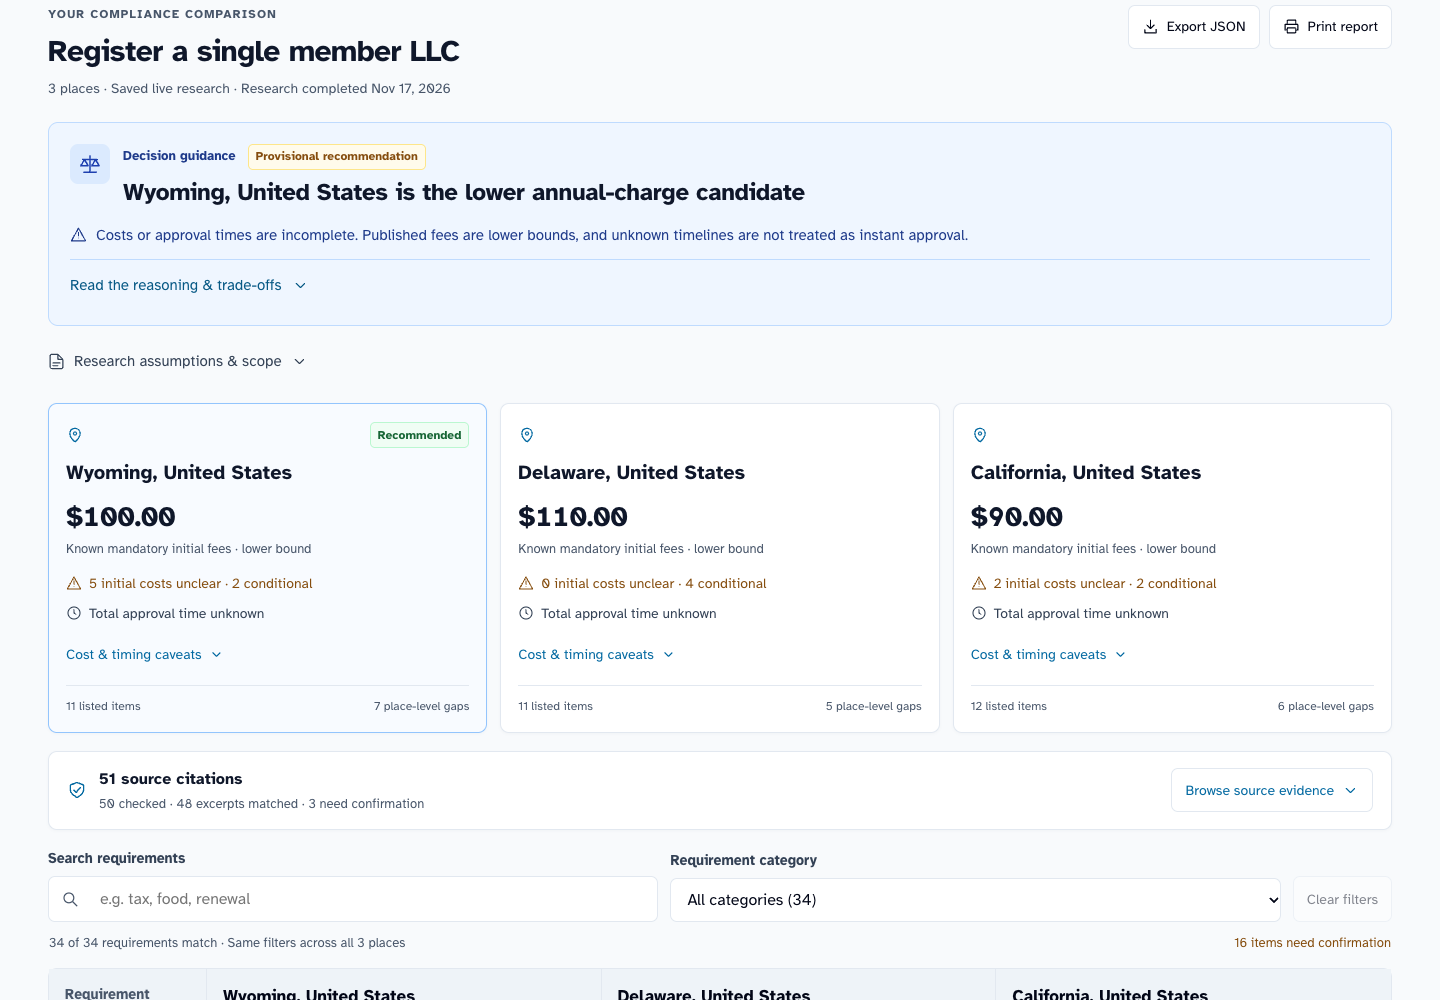 YOUR COMPLIANCE COMPARISON
Register a single member LLC
3 places · Saved live research · Research completed Nov 17, 2026
Export JSON
Print report
Decision guidance
Provisional recommendation
Wyoming, United States is the lower annual-charge candidate
Costs or approval times are incomplete. Published fees are lower bounds, and unknown timelines are not treated as instant approval.
Read the reasoning & trade-offs
Research assumptions & scope
Recommended
Wyoming, United States
$100.00
Known mandatory initial fees · lower bound
5 initial costs unclear · 2 conditional
Total approval time unknown
Cost & timing caveats
11 listed items
7 place-level gaps
Delaware, United States
$110.00
Known mandatory initial fees · lower bound
0 initial costs unclear · 4 conditional
Total approval time unknown
Cost & timing caveats
11 listed items
5 place-level gaps
California, United States
$90.00
Known mandatory initial fees · lower bound
2 initial costs unclear · 2 conditional
Total approval time unknown
Cost & timing caveats
12 listed items
6 place-level gaps
51 source citations
50 checked · 48 excerpts matched · 3 need confirmation
Browse source evidence
Search requirements
e.g. tax, food, renewal
Requirement category
All categories (34)
Clear filters
34 of 34 requirements match · Same filters across all 3 places
16 items need confirmation
Requirement
Wyoming, United States
Delaware, United States
California, United States